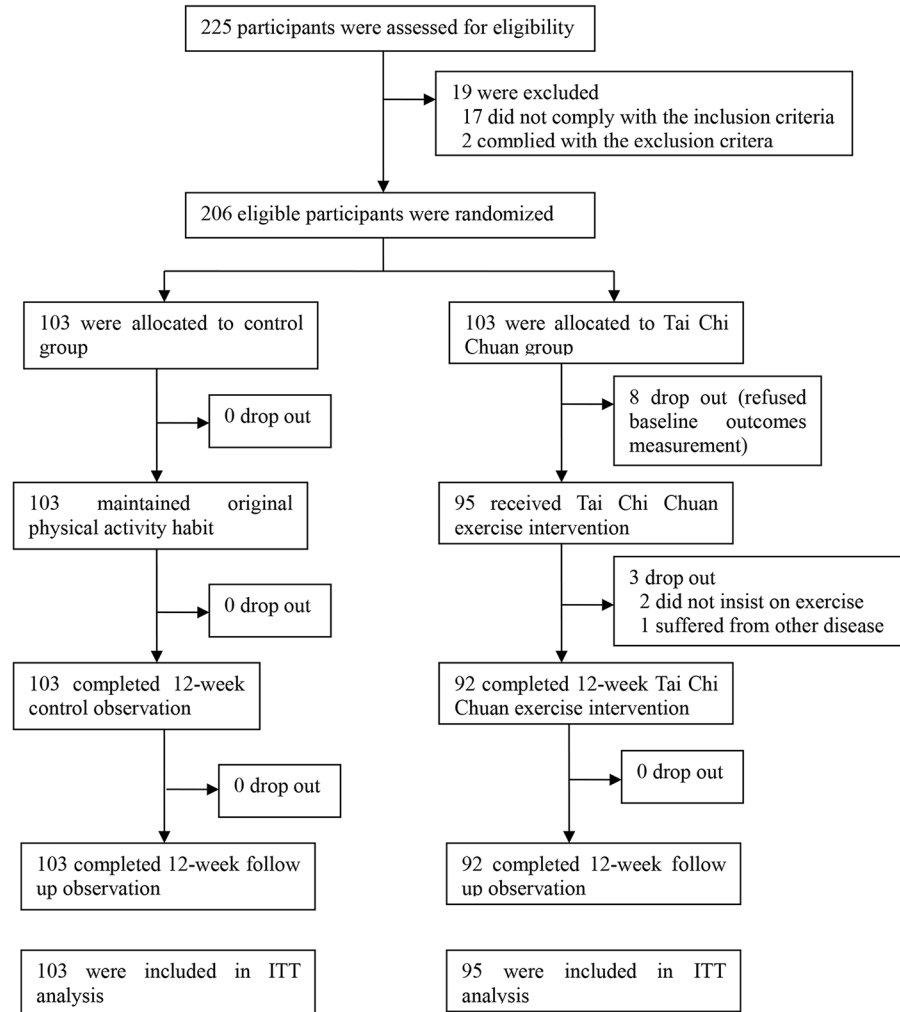 225 participants were assessed for eligibility
19 were excluded
17 did not comply with the inclusion criteria
2 complied with the exclusion critera
206 eligible participants were randomized
103 were allocated to control
group
103 were allocated to Tai Chi
Chuan group
0 drop out
8 drop out (refused
baseline outcomes
measurement)
103 maintained original
physical activity habit
95 received Tai Chi Chuan
exercise intervention
0 drop out
3 drop out
2 did not insist on exercise
1 suffered from other disease
103 completed 12-week
control observation
92 completed 12-week Tai Chi
Chuan exercise intervention
0 drop out
0 drop out
103 completed 12-week follow
up observation
92 completed 12-week follow
up observation
103 were included in ITT
analysis
95 were included in ITT
analysis